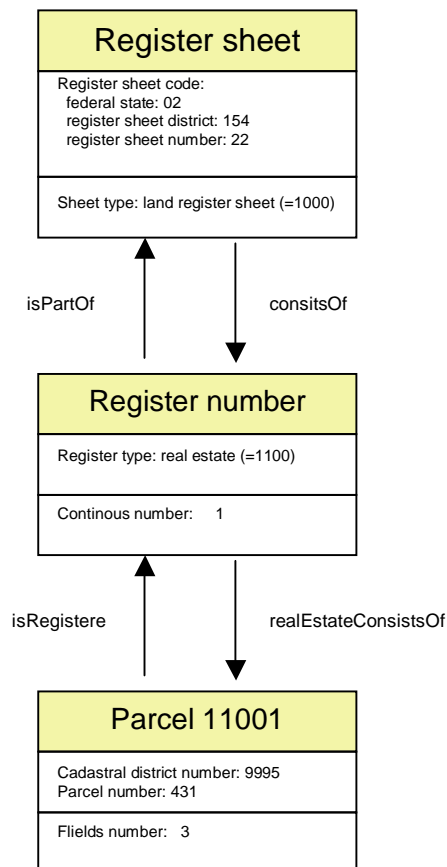 Register sheet
Register sheet code:
federal state: 02
register sheet district: 154
register sheet number: 22
Sheet type: land register sheet (=1000)
isPartOf
consitsOf
Register number
Register type: real estate (=1100)
Continous number: 1
isRegistere
realEstateConsistsOf
Parcel 11001
Cadastral district number: 9995
Parcel number: 431
Flields number: 3